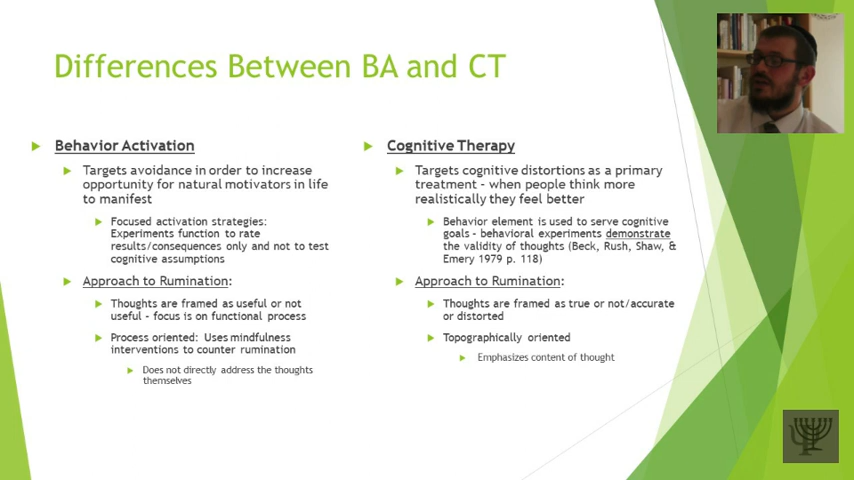 Differences Between BA and CT
Behavior Activation
Targets avoidance in order to increase
opportunity for natural motivators in life
to manifest
Focused activation strategies:
Experiments function to rate
results/consequences only and not to test
cognitive assumptions
Approach to Rumination:
Thoughts are framed as useful or not
useful – focus is on functional process
Process oriented: Uses mindfulness
interventions to counter rumination
Does not directly address the thoughts
themselves
Cognitive Therapy
Targets cognitive distortions as a primary
treatment – when people think more
realistically they feel better
Behavior element is used to serve cognitive
goals – behavioral experiments demonstrate
the validity of thoughts (Beck, Rush, Shaw, &
Emery 1979 p. 118)
Approach to Rumination:
Thoughts are framed as true or not/accurate
or distorted
Topographically oriented
Emphasizes content of thought